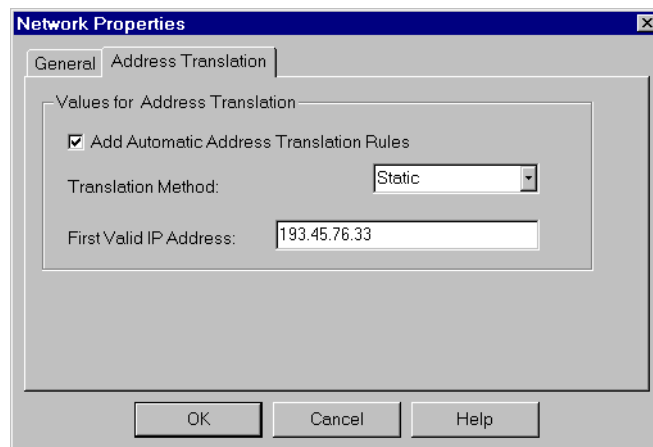 Network Properties
General
Address Translation
Values for Address Translation
Add Automatic Address Translation Rules
Translation Method:
Static
First Valid IP Address:
193.45.76.33
OK
Cancel
Help